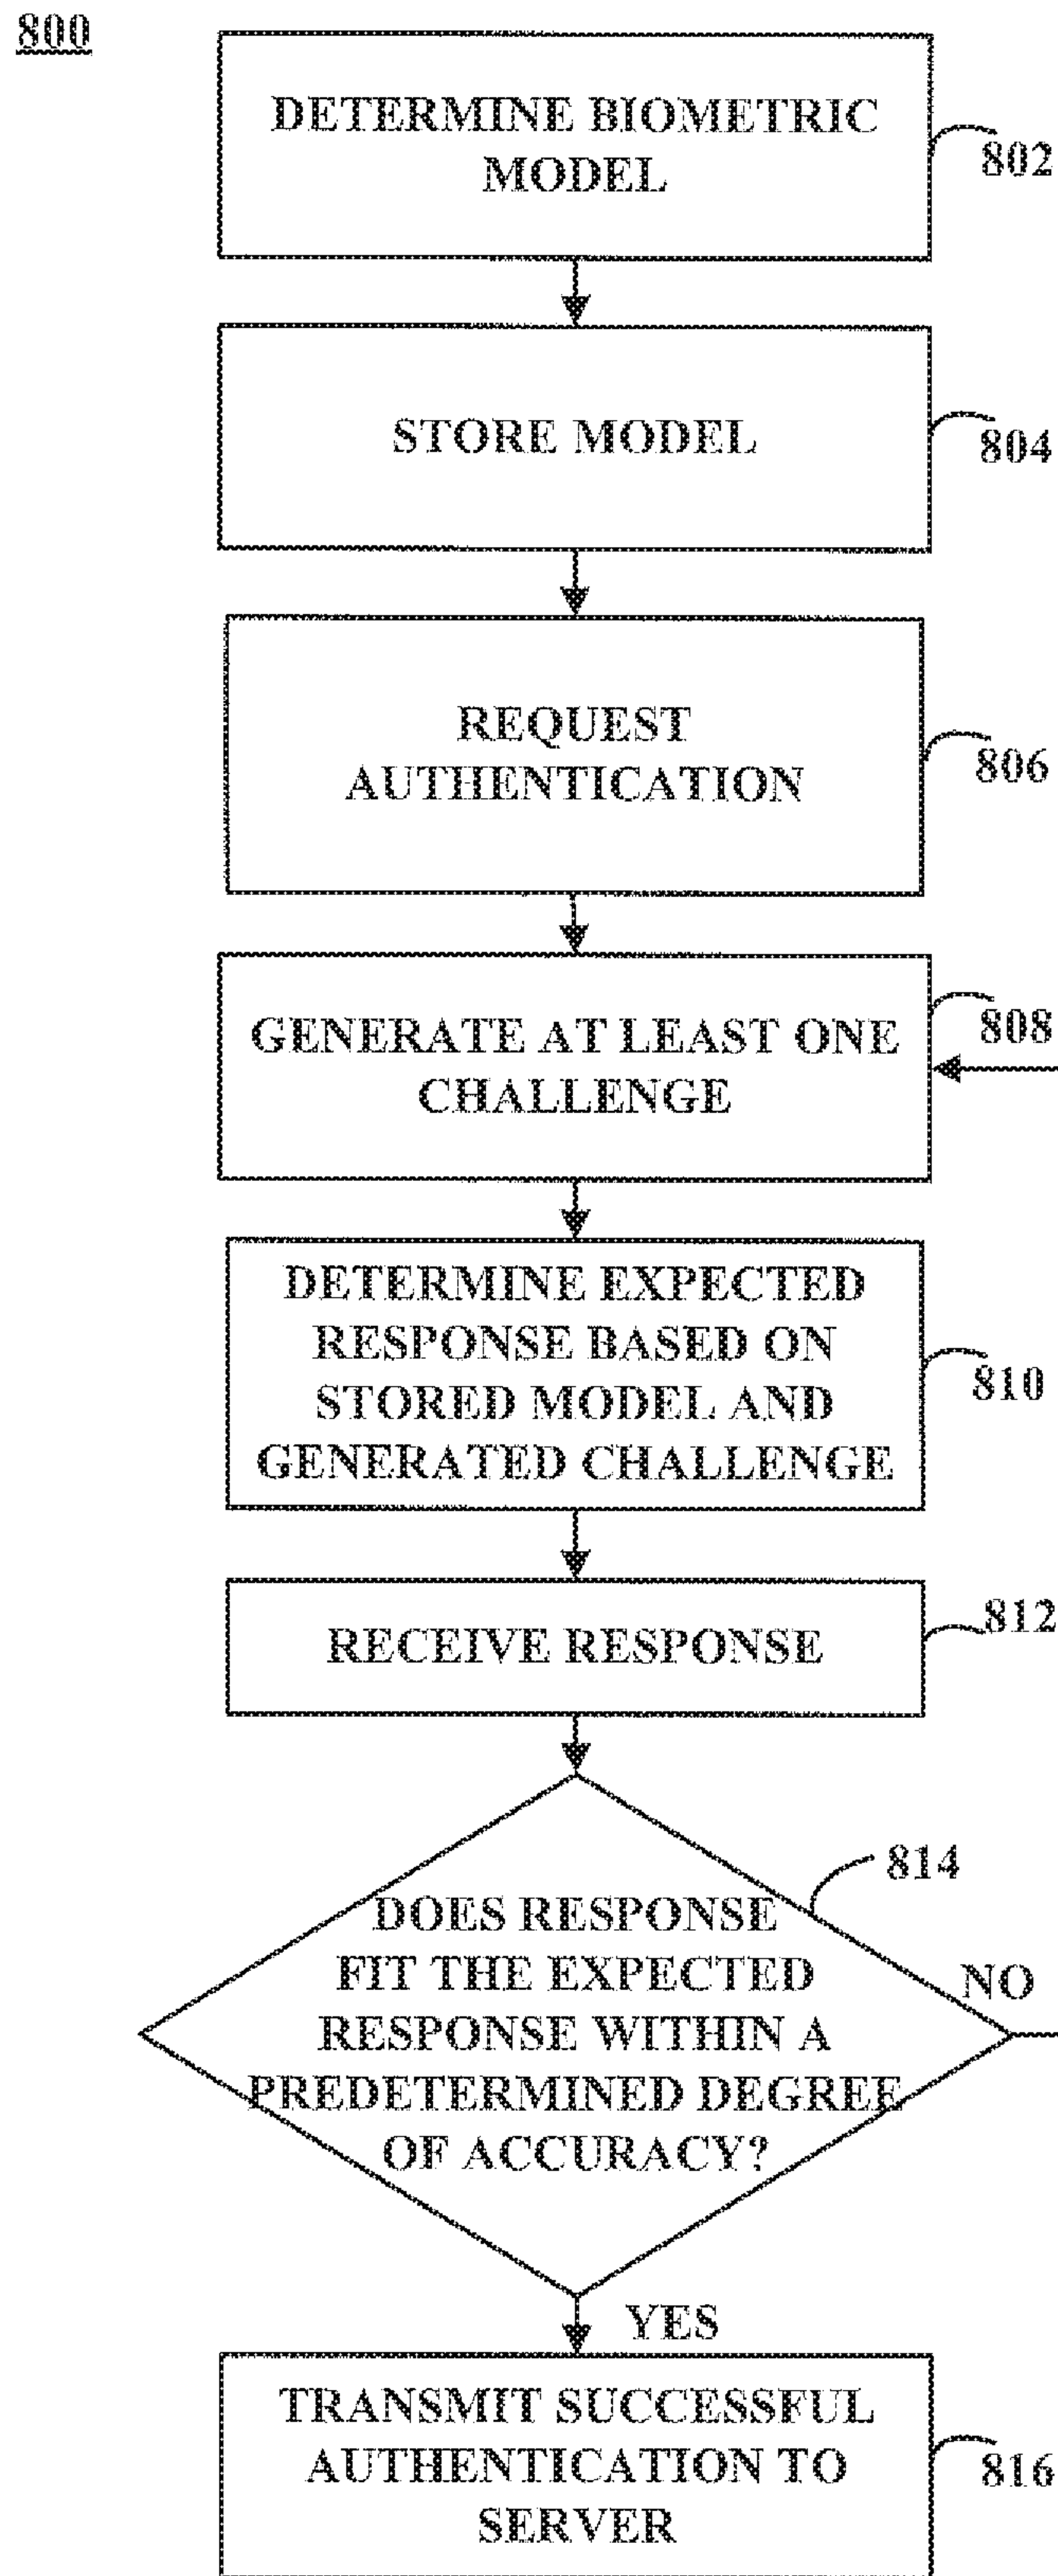 800
DETERMINE BIOMETRIC
MODEL
802
STORE MODEL
804
REQUEST
AUTHENTICATION
806
GENERATE AT LEAST ONE
CHALLENGE
808
DETERMINE EXPECTED
RESPONSE BASED ON
STORED MODEL AND
GENERATED CHALLENGE
810
RECEIVE RESPONSE
812
814
DOES RESPONSE
FIT THE EXPECTED
RESPONSE WITHIN A
PREDETERMINED DEGREE
OF ACCURACY?
NO
YES
TRANSMIT SUCCESSFUL
AUTHENTICATION TO
SERVER
816